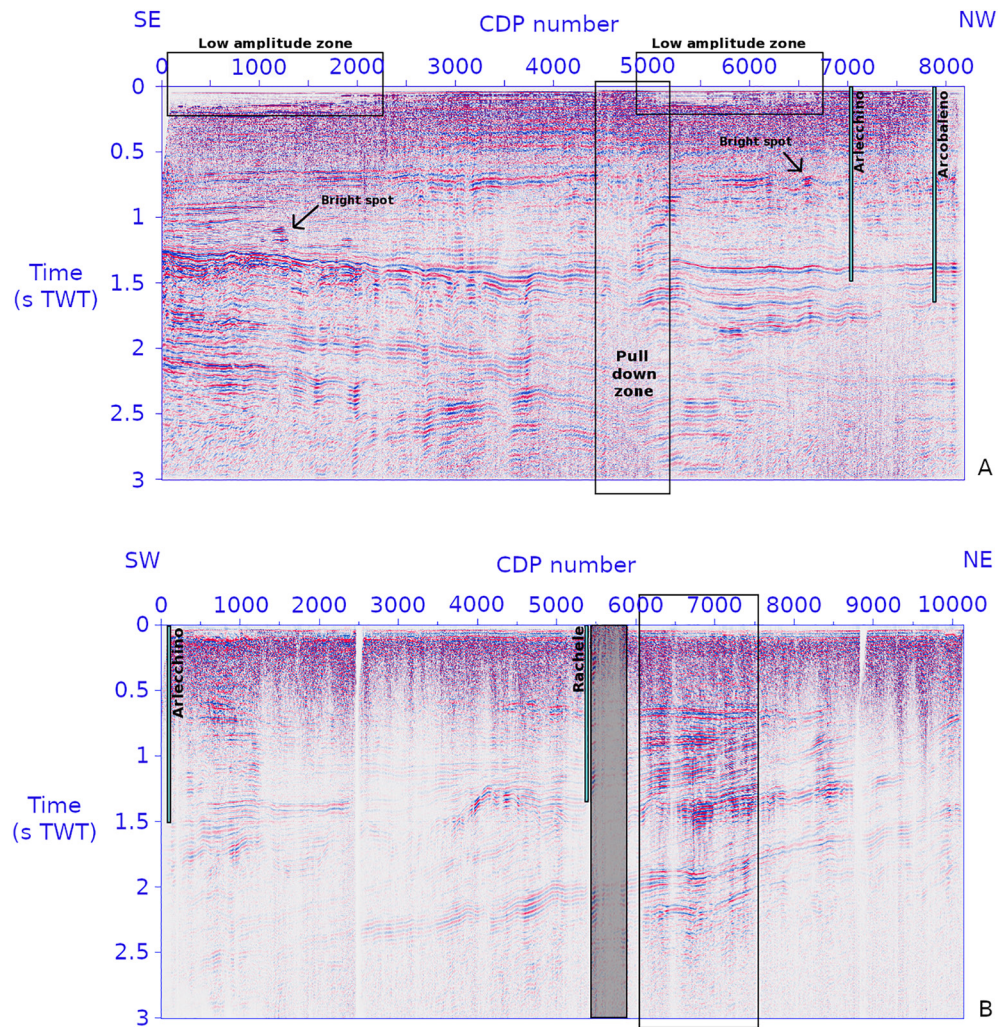 SE
CDP number
NW
Low amplitude zone
Low amplitude zone
0 1000 2000 3000 4000 5000 6000 7000 8000
0
0.5
1
1.5
2
2.5
3
Time
(s TWT)
Bright spot
Bright spot
Pull
down
zone
Arlecchino
Arcobaleno
A
SW
CDP number
NE
0 1000 2000 3000 4000 5000 6000 7000 8000 9000 10000
0
0.5
1
1.5
2
2.5
3
Time
(s TWT)
Arlecchino
Rachele
B